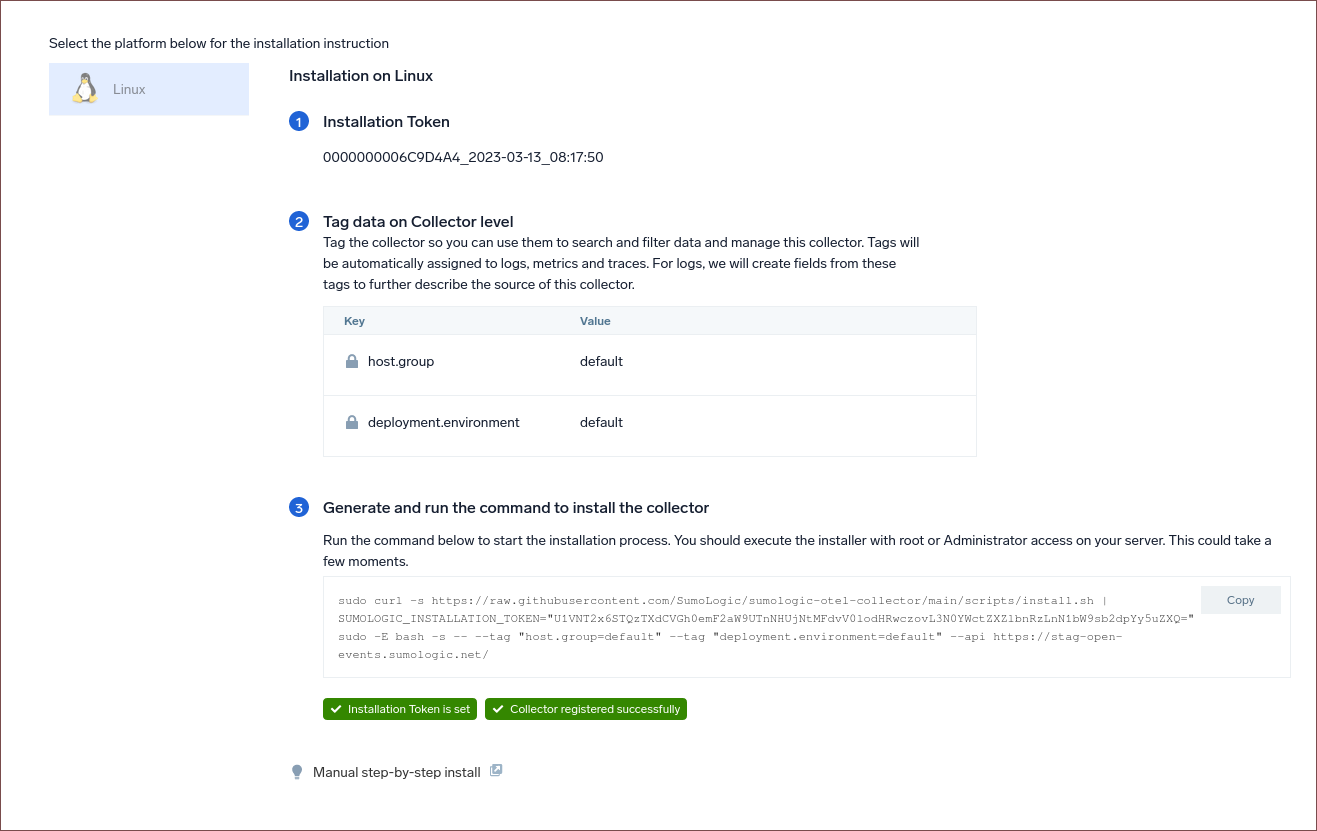 Select the platform below for the installation instruction
Linux
Installation on Linux
1 Installation Token
0000000006C9D4A4_2023-03-13_08:17:50
2 Tag data on Collector level
Tag the collector so you can use them to search and filter data and manage this collector. Tags will
be automatically assigned to logs, metrics and traces. For logs, we will create fields from these
tags to further describe the source of this collector.
Key Value
host.group default
deployment.environment default
3 Generate and run the command to install the collector
Run the command below to start the installation process. You should execute the installer with root or Administrator access on your server. This could take a
few moments.
sudo curl -s https://raw.githubusercontent.com/SumoLogic/sumologic-otel-collector/main/scripts/install.sh |
SUMOLOGIC_INSTALLATION_TOKEN="U1VNT2x6STQzTXdCVGh0emF2aW9UTnNHUjNtMFdvV01odHRwczovL3N0YWctZXZlbnRzLnN1bW9sb2dpYy5uZXQ="
sudo -E bash -s -- --tag "host.group=default" --tag "deployment.environment=default" --api https://stag-open-
events.sumologic.net/
Copy
Installation Token is set Collector registered successfully
Manual step-by-step install